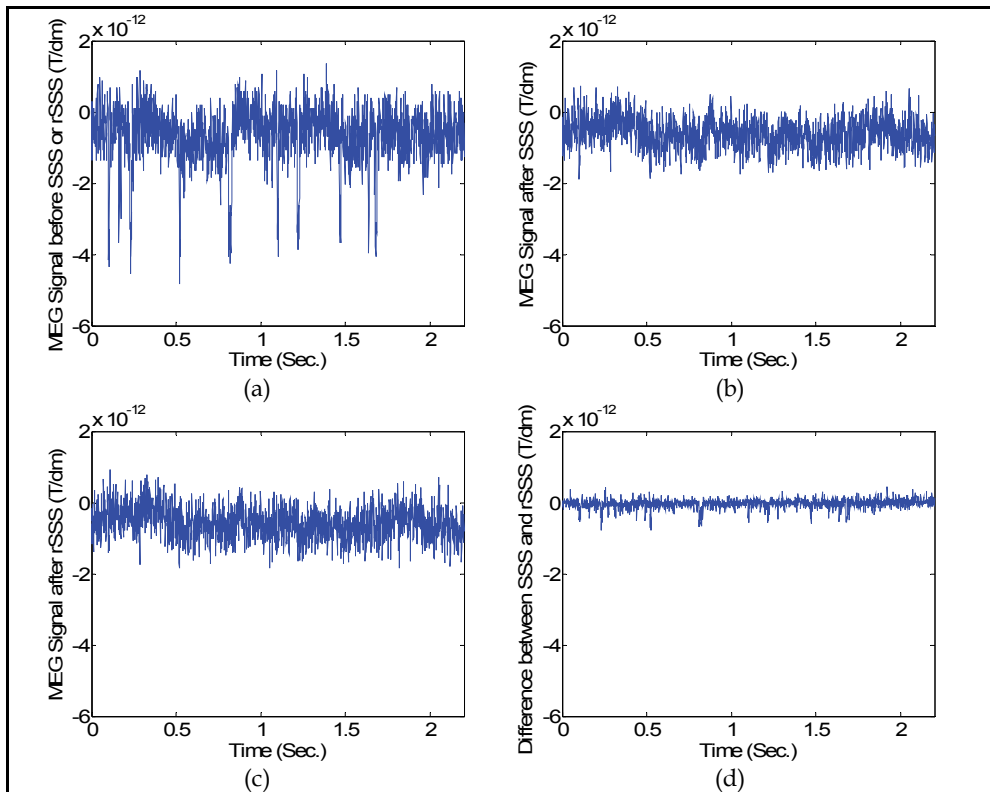 x 10^-12
MEG Signal before SSS or rSSS (T/dm)
2
0
-2
-4
-6
0 0.5 1 1.5 2
Time (Sec.)
(a)
x 10^-12
MEG Signal after SSS (T/dm)
2
0
-2
-4
-6
0 0.5 1 1.5 2
Time (Sec.)
(b)
x 10^-12
MEG Signal after rSSS (T/dm)
2
0
-2
-4
-6
0 0.5 1 1.5 2
Time (Sec.)
(c)
x 10^-12
Difference between SSS and rSSS (T/dm)
2
0
-2
-4
-6
0 0.5 1 1.5 2
Time (Sec.)
(d)